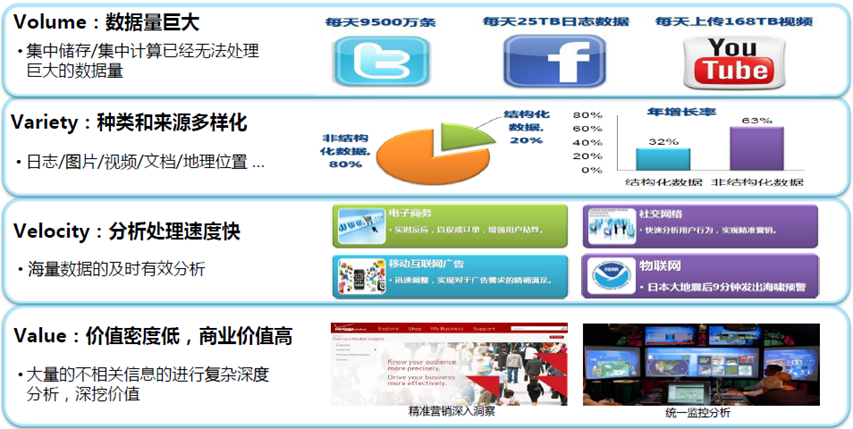 Volume：数据量巨大
• 集中储存/集中计算已经无法处理
巨大的数据量
每天9500万条
每天25TB日志数据
每天上传168TB视频
t
f
You
Tube
Variety：种类和来源多样化
• 日志/图片/视频/文档/地理位置 ...
非结构
化数据,
80%
结构化
数据,
20%
年增长率
80%
60%
40%
20%
0%
32%
63%
结构化数据
非结构化数据
Velocity：分析处理速度快
• 海量数据的及时有效分析
电子商务
• 实时反应，以促成订单，增强用户粘性。
社交网络
• 快速分析用户行为，实现精准营销。
移动互联网广告
• 迅速调整，实现对于广告需求的精确满足。
物联网
• 日本大地震后9分钟发出海啸预警
NOAA
Value：价值密度低，商业价值高
• 大量的不相关信息的进行复杂深度
分析，深挖价值
Explore Shop My Business Support
Precision Market Insights
Know your audience
more precisely.
Drive your business
more effectively.
精准营销深入洞察
统一监控分析